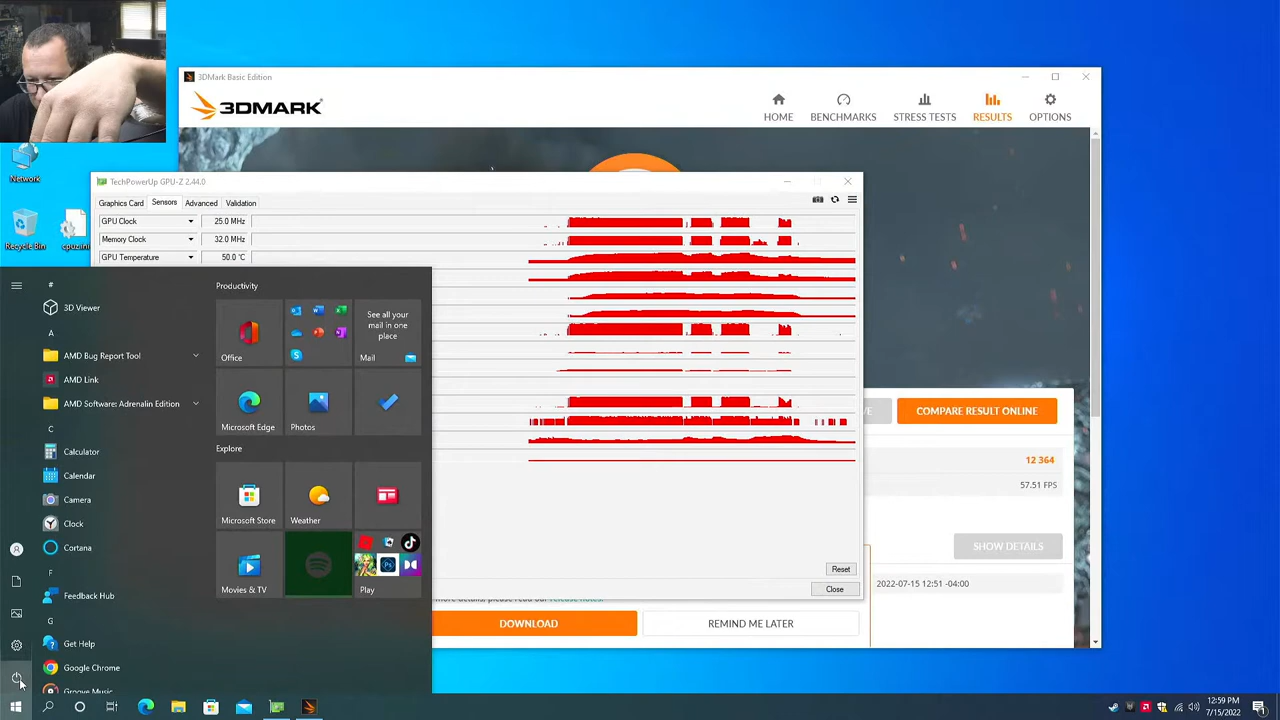 3DMark Basic Edition
3DMARK
HOME
BENCHMARKS
STRESS TESTS
RESULTS
OPTIONS
Network
Recycle Bin
TechPowerUp GPU-Z 2.44.0
Graphics Card
Sensors
Advanced
Validation
GPU Clock
25.0 MHz
Memory Clock
32.0 MHz
GPU Temperature
50.0 °C
#
3D Viewer
A
AMD Bug Report Tool
AMD Link
AMD Software: Adrenalin Edition
C
Calculator
Calendar
Camera
Clock
Cortana
F
Feedback Hub
G
Get Help
Google Chrome
Groove Music
Productivity
Office
See all your
mail in one
place
Mail
Microsoft Edge
Photos
Explore
Microsoft Store
Weather
Movies & TV
Play
Reset
Close
COMPARE RESULT ONLINE
12 364
57.51 FPS
SHOW DETAILS
2022-07-15 12:51 -04:00
DOWNLOAD
REMIND ME LATER
12:59 PM
7/15/2022